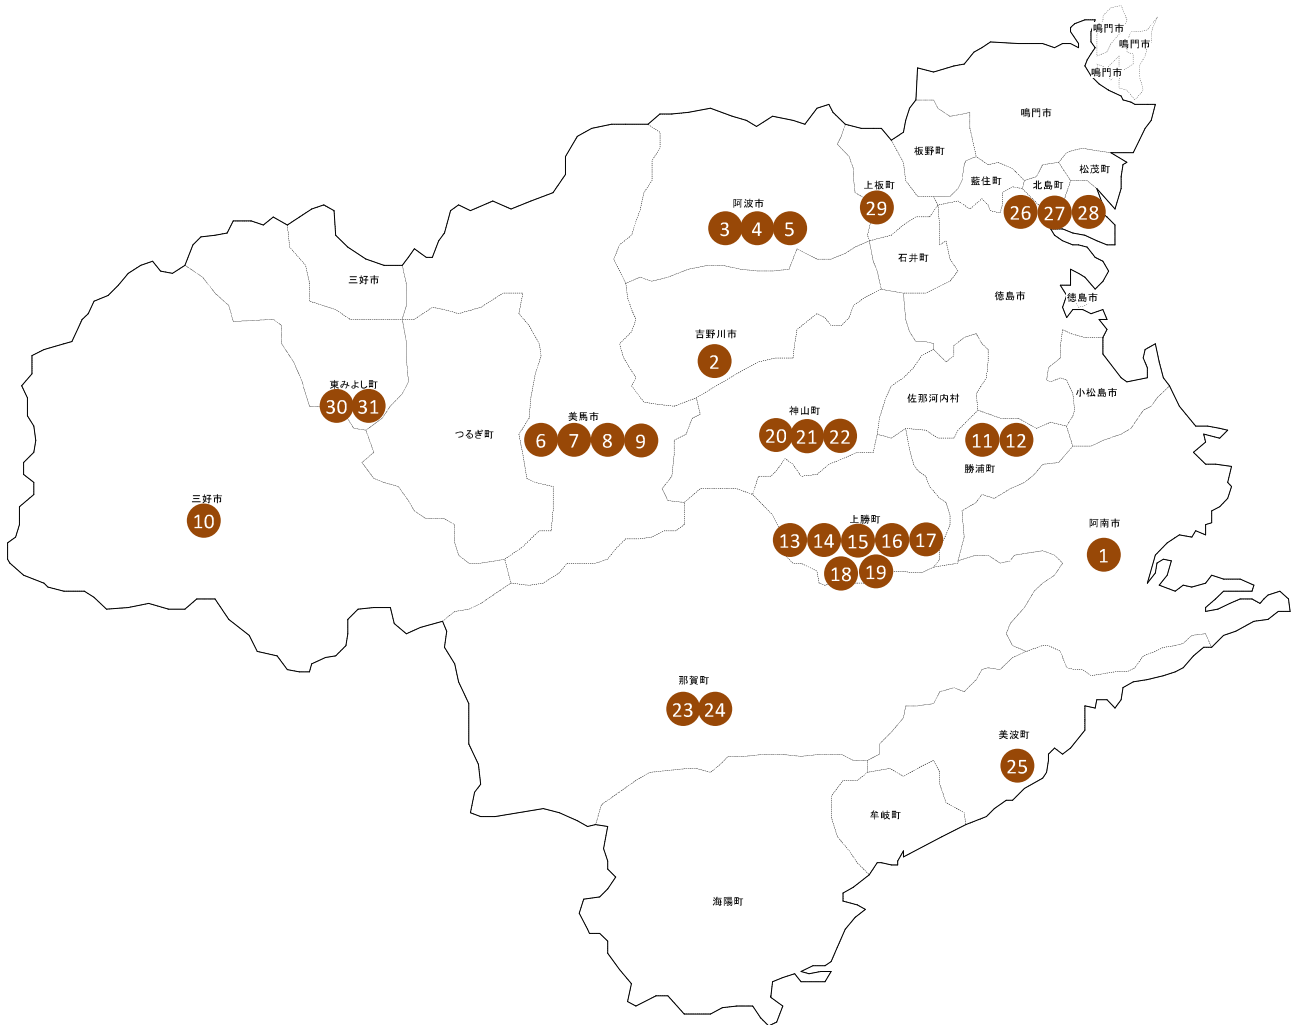 鳴門市
鳴門市
鳴門市
鳴門市
板野町
松茂町
藍住町
北島町
上板町
阿波市
29
26
27
28
3
4
5
石井町
三好市
徳島市
徳島市
吉野川市
2
東みよし町
30
31
小松島市
佐那河内村
神山町
美馬市
つるぎ町
6
7
8
9
20
21
22
11
12
勝浦町
三好市
10
上勝町
阿南市
13
14
15
16
17
1
18
19
那賀町
23
24
美波町
25
牟岐町
海陽町